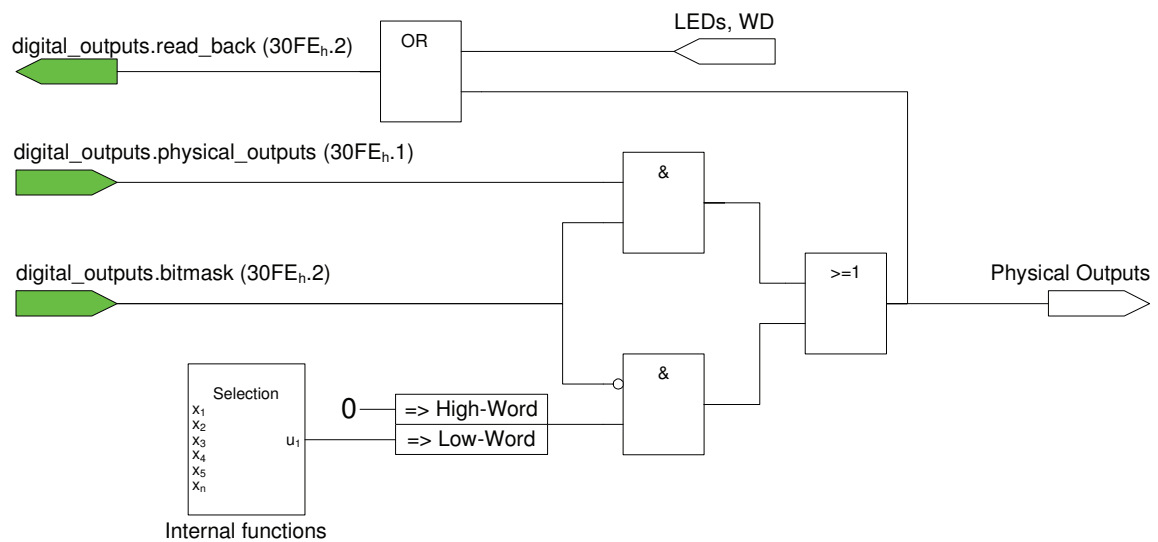 LEDs, WD
digital_outputs.read_back (30FEh.2)
OR
digital_outputs.physical_outputs (30FEh.1)
&
digital_outputs.bitmask (30FEh.2)
>=1
Physical Outputs
&
Selection
x1
x2
x3
x4
x5
xn
u1
0
=> High-Word
=> Low-Word
Internal functions